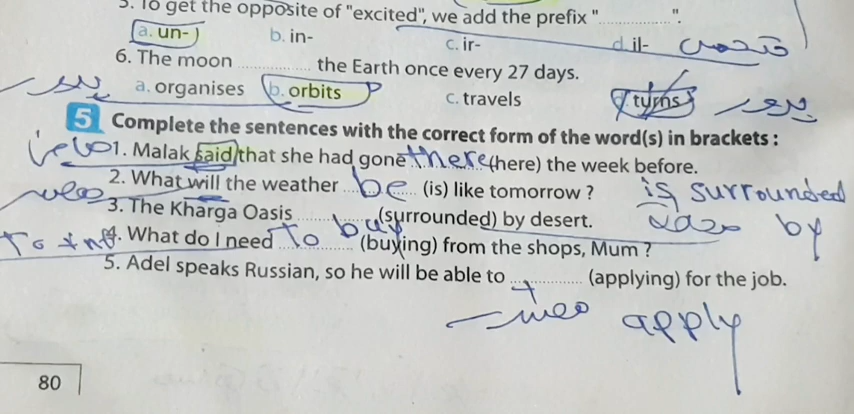 5. To get the opposite of "excited", we add the prefix "..............".
a. un- b. in- c. ir- d. il-
6. The moon .............. the Earth once every 27 days.
a. organises b. orbits c. travels d. turns يدور
5 Complete the sentences with the correct form of the word(s) in brackets :
1. Malak said that she had gone there (here) the week before.
2. What will the weather be (is) like tomorrow ? is surrounded
3. The Kharga Oasis .............. (surrounded) by desert. by
4. What do I need to buy (buying) from the shops, Mum ?
To + inf
5. Adel speaks Russian, so he will be able to .............. (applying) for the job.
apply
80